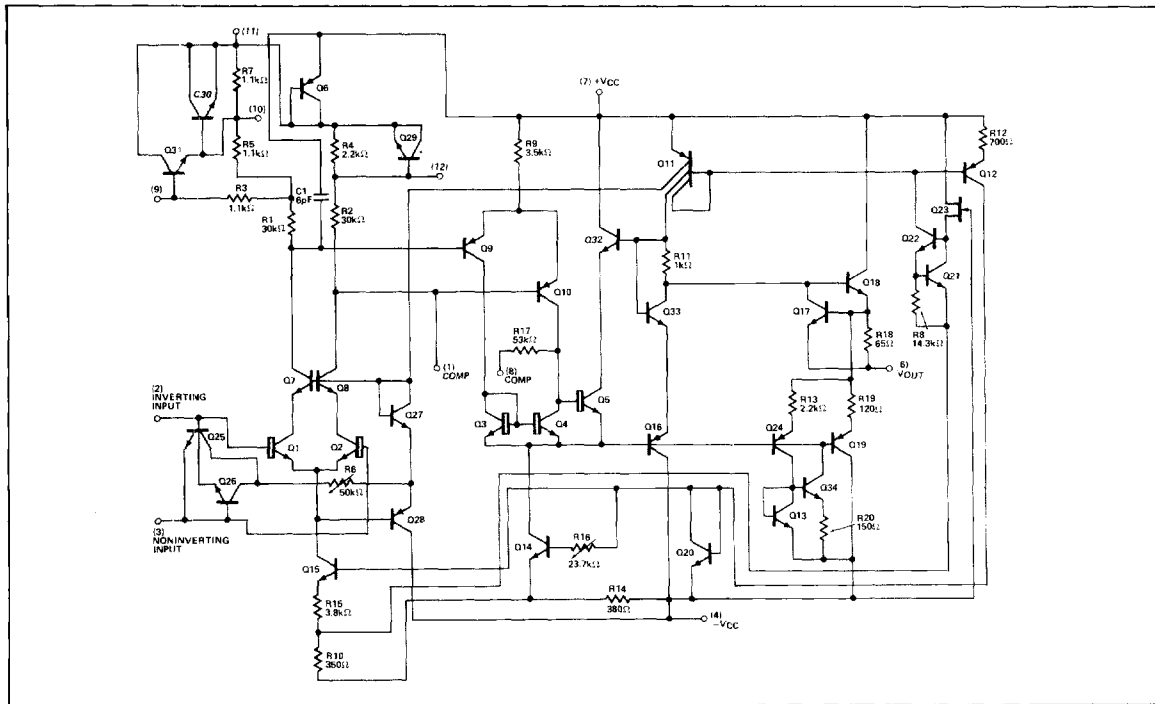 (11)
R7
1.1kΩ
C30
(10)
Q31
R5
1.1kΩ
(9)
R3
1.1kΩ
R1
30kΩ
C1
6pF
Q6
R4
2.2kΩ
Q29
(12)
R2
30kΩ
R9
3.5kΩ
(7) +VCC
Q11
R12
700Ω
Q12
Q23
Q22
Q21
R8
14.3kΩ
Q9
Q10
Q32
R11
1kΩ
Q33
Q18
Q17
R18
65Ω
6)
VOUT
R17
53kΩ
(8)
COMP
(1) COMP
Q7
Q8
(2)
INVERTING
INPUT
Q25
Q1
Q2
Q27
Q3
Q4
Q5
Q16
R13
2.2kΩ
R19
120Ω
Q24
Q19
Q26
R6
50kΩ
(3)
NONINVERTING
INPUT
Q28
Q34
Q13
R20
150Ω
Q15
Q14
R16
23.7kΩ
Q20
R15
3.8kΩ
R14
380Ω
(4)
−VCC
R10
350Ω